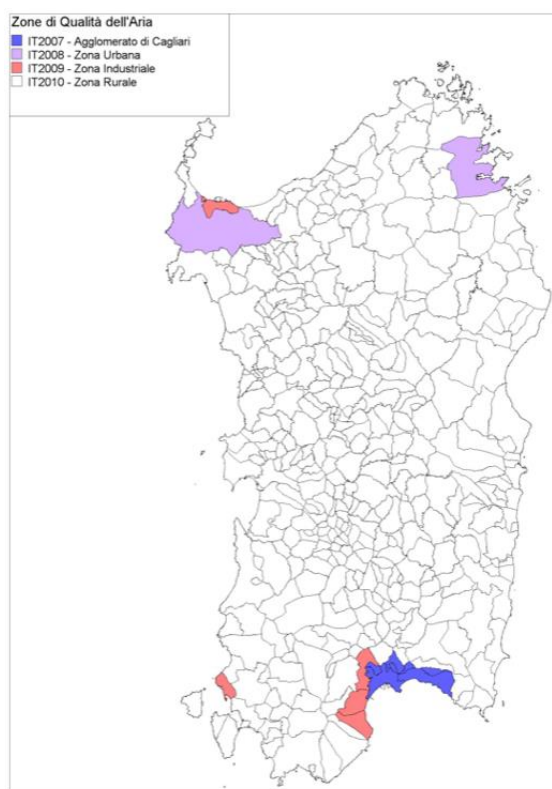 Zone di Qualità dell'Aria
IT2007 - Agglomerato di Cagliari
IT2008 - Zona Urbana
IT2009 - Zona Industriale
IT2010 - Zona Rurale